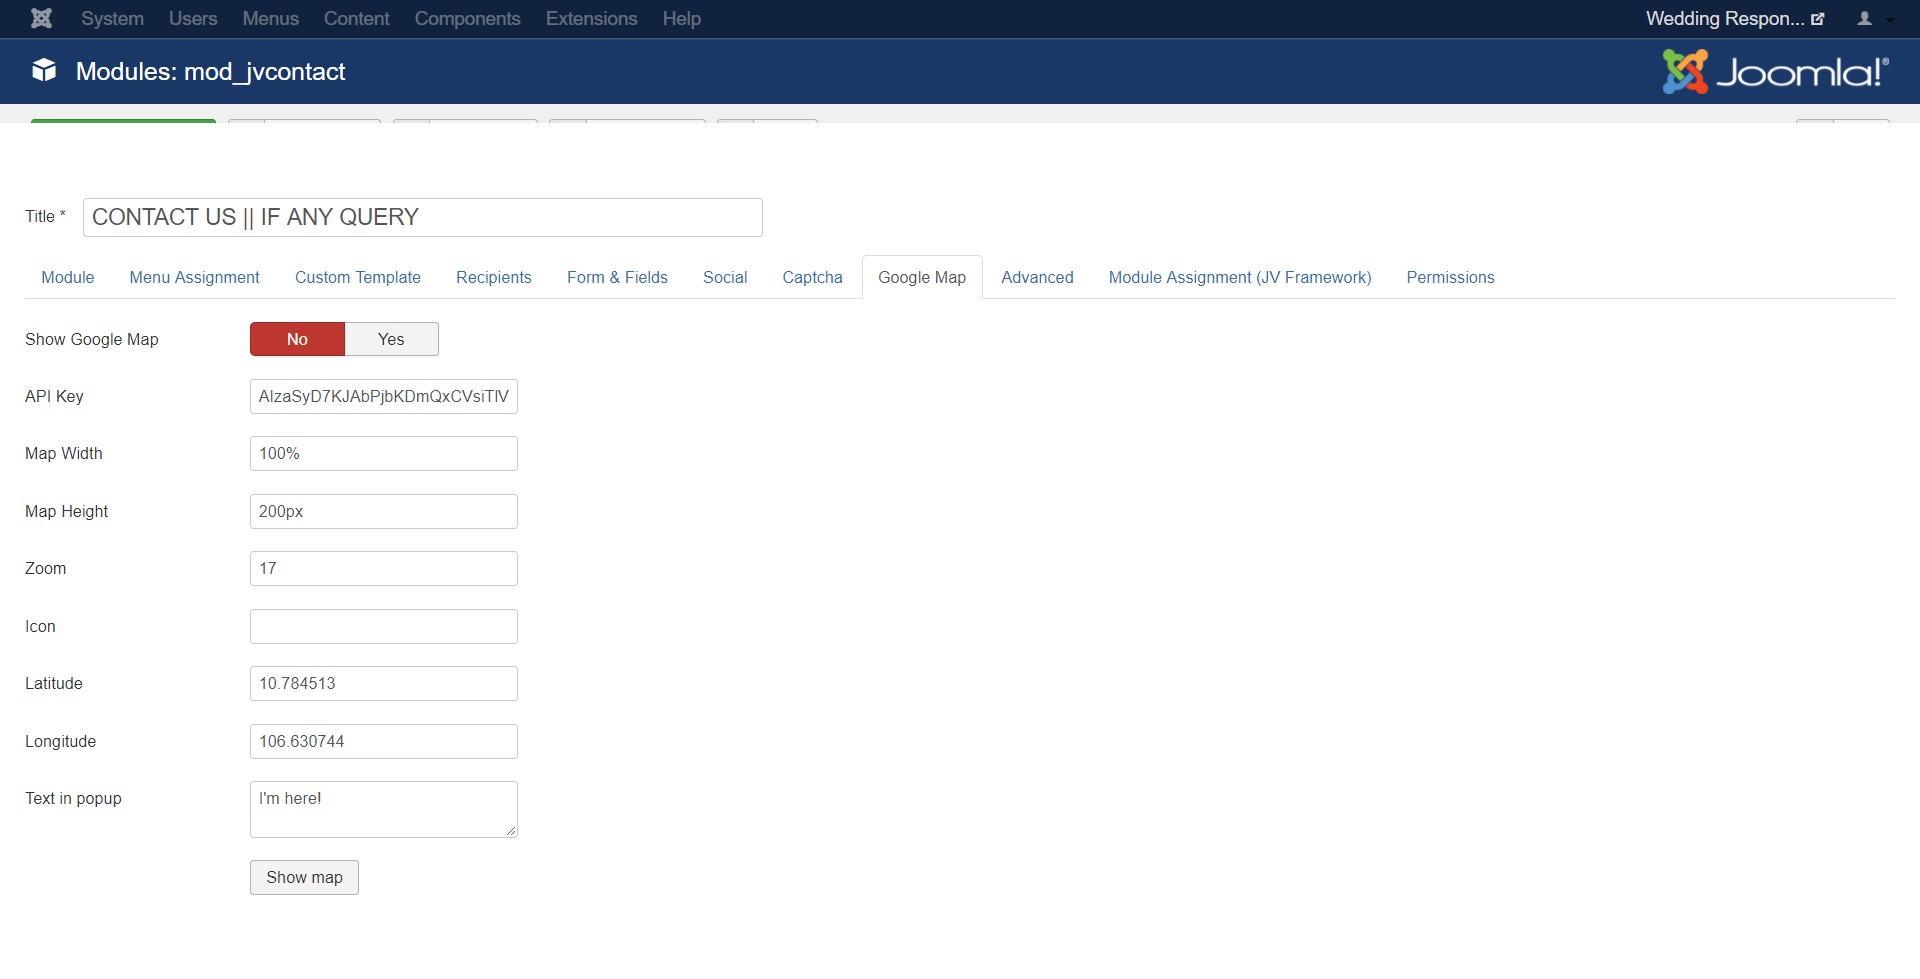 System Users Menus Content Components Extensions Help Wedding Respon...
Modules: mod_jvcontact
Joomla!®
Title * CONTACT US || IF ANY QUERY
Module Menu Assignment Custom Template Recipients Form & Fields Social Captcha Google Map Advanced Module Assignment (JV Framework) Permissions
Show Google Map No Yes
API Key AIzaSyD7KJAbPjbKDmQxCVsiTlV
Map Width 100%
Map Height 200px
Zoom 17
Icon
Latitude 10.784513
Longitude 106.630744
Text in popup I'm here!
Show map